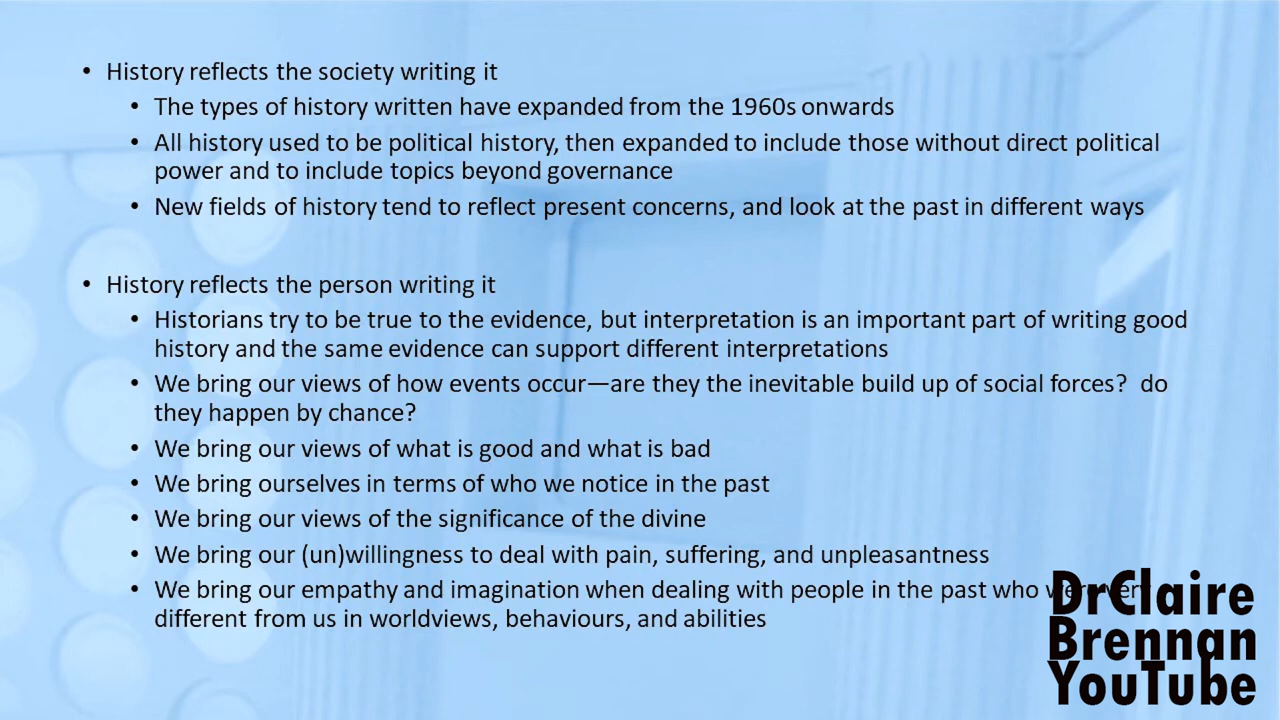 • History reflects the society writing it
• The types of history written have expanded from the 1960s onwards
• All history used to be political history, then expanded to include those without direct political
power and to include topics beyond governance
• New fields of history tend to reflect present concerns, and look at the past in different ways
• History reflects the person writing it
• Historians try to be true to the evidence, but interpretation is an important part of writing good
history and the same evidence can support different interpretations
• We bring our views of how events occur—are they the inevitable build up of social forces?  do
they happen by chance?
• We bring our views of what is good and what is bad
• We bring ourselves in terms of who we notice in the past
• We bring our views of the significance of the divine
• We bring our (un)willingness to deal with pain, suffering, and unpleasantness
• We bring our empathy and imagination when dealing with people in the past who were very
different from us in worldviews, behaviours, and abilities
DrClaire
Brennan
YouTube